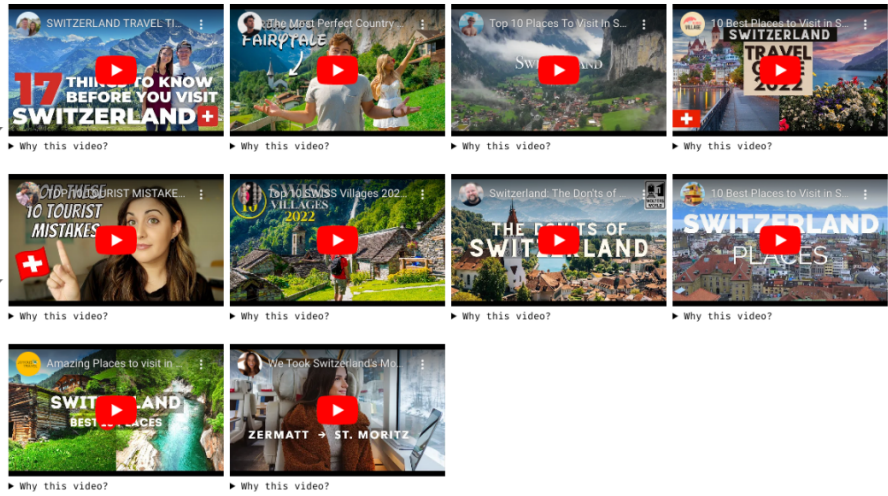 SWITZERLAND TRAVEL TI...
17 THINGS TO KNOW
BEFORE YOU VISIT
SWITZERLAND
The Most Perfect Country ...
FAIRYTALE
Top 10 Places To Visit In S...
SWITZERLAND
10 Best Places to Visit in S...
VILLAGE
SWITZERLAND
TRAVEL
GUIDE
2022
▶ Why this video?
▶ Why this video?
▶ Why this video?
▶ Why this video?
TOP 10 TOURIST MISTAKE...
AVOID THESE
10 TOURIST
MISTAKES
Top 10 SWISS Villages 202...
SWISS
VILLAGES
2022
Switzerland: The Don'ts of
WOLTERS
WORLD
THE DON'TS OF
SWITZERLAND
10 Best Places to Visit in S...
SWITZERLAND
PLACES
▶ Why this video?
▶ Why this video?
▶ Why this video?
▶ Why this video?
Amazing Places to visit in ...
SWITZERLAND
BEST 10 PLACES
We Took Switzerland's Mo...
ZERMATT → ST. MORITZ
▶ Why this video?
▶ Why this video?